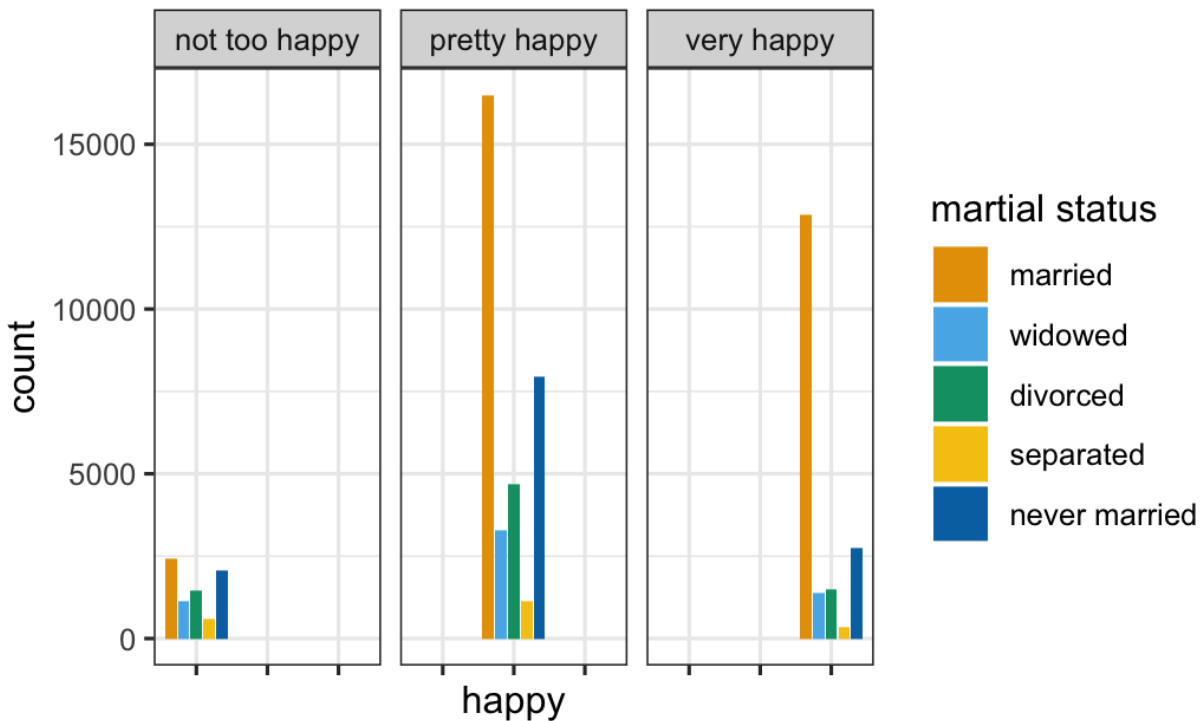 not too happy
pretty happy
very happy
15000
10000
5000
0
count
happy
martial status
married
widowed
divorced
separated
never married